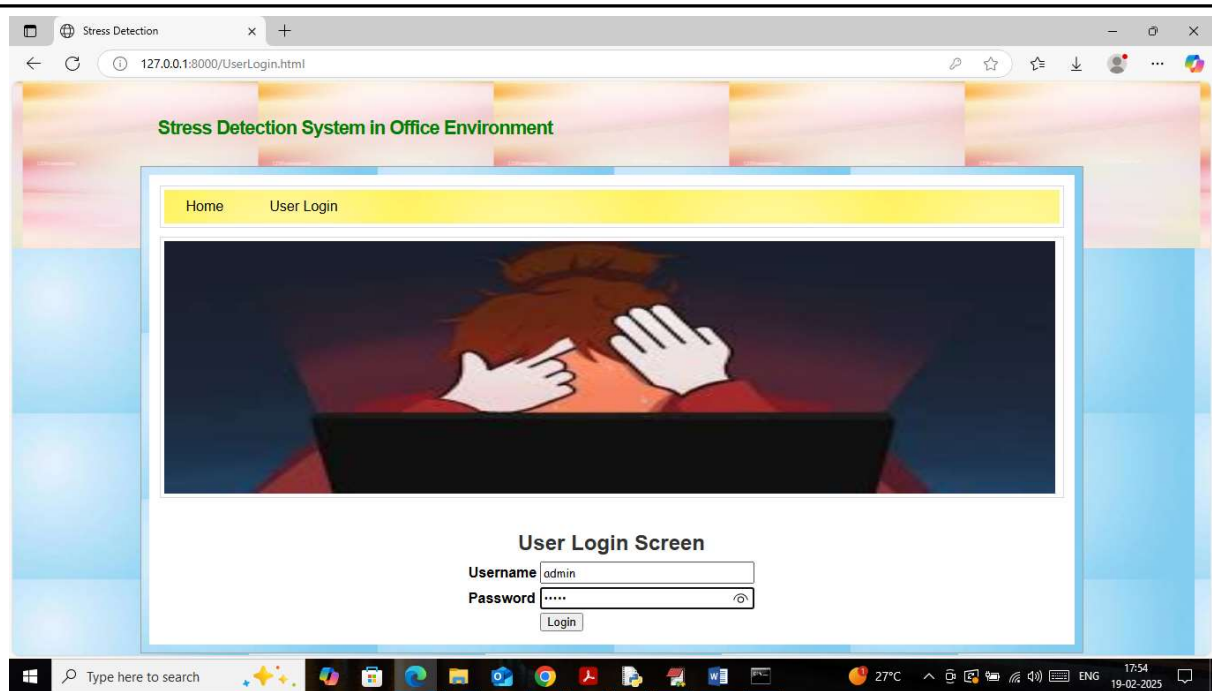 Stress Detection
127.0.0.1:8000/UserLogin.html
Stress Detection System in Office Environment
Home User Login
User Login Screen
Username admin
Password •••••
Login
Type here to search
27°C
ENG
17:54
19-02-2025